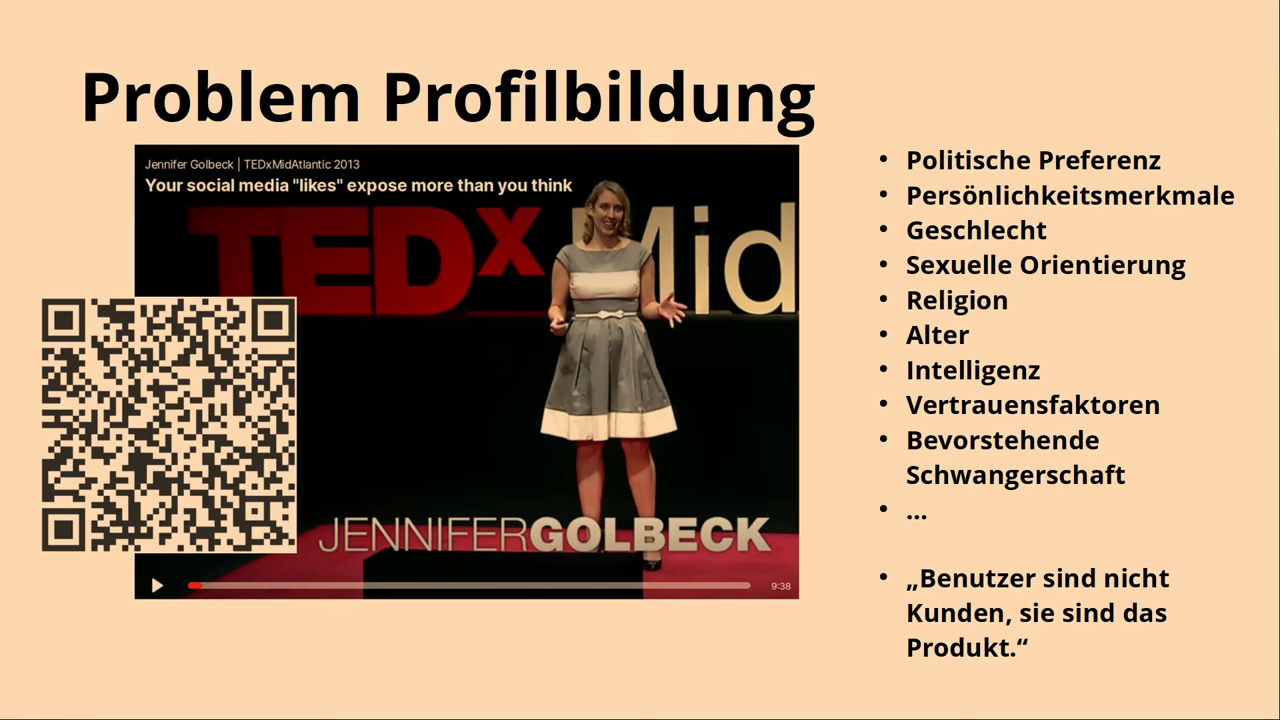 Problem Profilbildung
Jennifer Golbeck | TEDxMidAtlantic 2013
Your social media "likes" expose more than you think
TEDx Mid
JENNIFERGOLBECK
9:38
• Politische Preferenz
• Persönlichkeitsmerkmale
• Geschlecht
• Sexuelle Orientierung
• Religion
• Alter
• Intelligenz
• Vertrauensfaktoren
• Bevorstehende
Schwangerschaft
• ...
• „Benutzer sind nicht
Kunden, sie sind das
Produkt.“